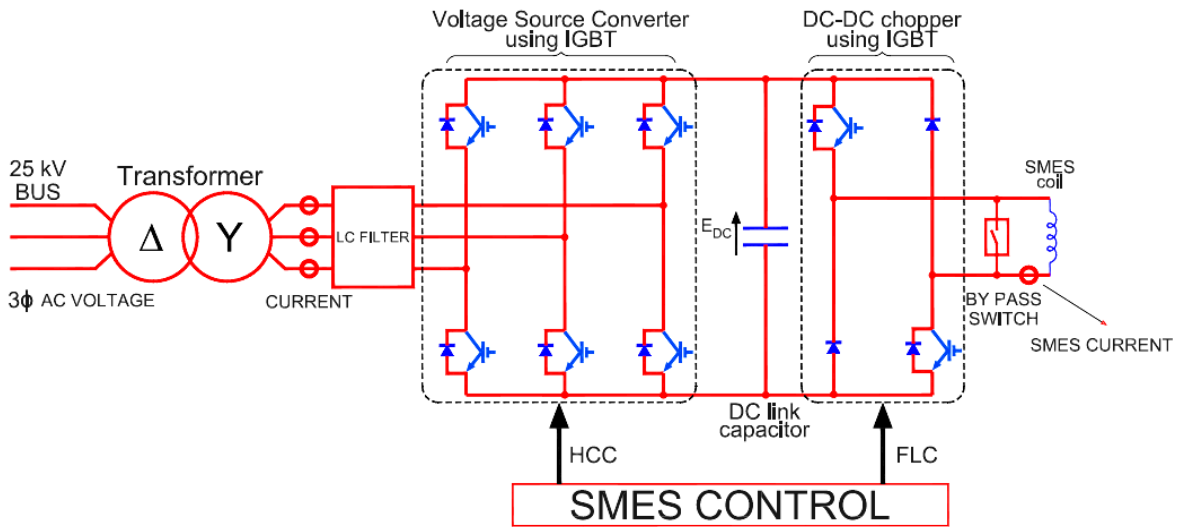 Voltage Source Converter
using IGBT
DC-DC chopper
using IGBT
25 kV
BUS
Transformer
Δ
Y
LC FILTER
3ϕ AC VOLTAGE
CURRENT
E_DC
SMES
coil
BY PASS
SWITCH
SMES CURRENT
DC link
capacitor
HCC
FLC
SMES CONTROL